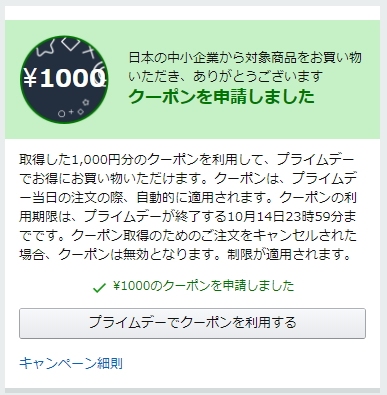 ¥1000
日本の中小企業から対象商品をお買い物
いただき、ありがとうございます
クーポンを申請しました
取得した1,000円分のクーポンを利用して、プライムデー
でお得にお買い物いただけます。クーポンは、プライムデ
ー当日の注文の際、自動的に適用されます。クーポンの利
用期限は、プライムデーが終了する10月14日23時59分ま
でです。クーポン取得のためのご注文をキャンセルされた
場合、クーポンは無効となります。制限が適用されます。
¥1000のクーポンを申請しました
プライムデーでクーポンを利用する
キャンペーン細則